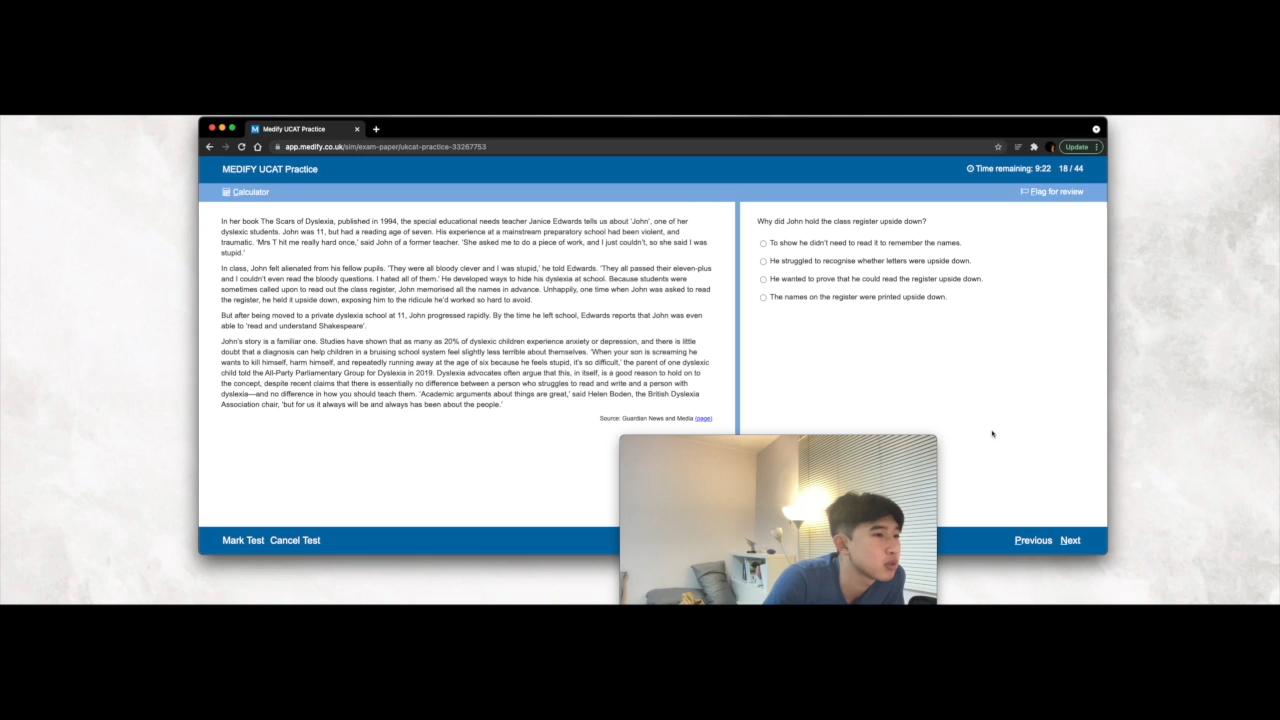 Medify UCAT Practice
app.medify.co.uk/sim/exam-paper/ukcat-practice-33267753
Update
MEDIFY UCAT Practice
Time remaining: 9:22 18 / 44
Calculator
Flag for review
In her book The Scars of Dyslexia, published in 1994, the special educational needs teacher Janice Edwards tells us about 'John', one of her
dyslexic students. John was 11, but had a reading age of seven. His experience at a mainstream preparatory school had been violent, and
traumatic. 'Mrs T hit me really hard once,' said John of a former teacher. 'She asked me to do a piece of work, and I just couldn't, so she said I was
stupid.'
In class, John felt alienated from his fellow pupils. 'They were all bloody clever and I was stupid,' he told Edwards. 'They all passed their eleven-plus
and I couldn't even read the bloody questions. I hated all of them.' He developed ways to hide his dyslexia at school. Because students were
sometimes called upon to read out the class register, John memorised all the names in advance. Unhappily, one time when John was asked to read
the register, he held it upside down, exposing him to the ridicule he'd worked so hard to avoid.
But after being moved to a private dyslexia school at 11, John progressed rapidly. By the time he left school, Edwards reports that John was even
able to 'read and understand Shakespeare'.
John's story is a familiar one. Studies have shown that as many as 20% of dyslexic children experience anxiety or depression, and there is little
doubt that a diagnosis can help children in a bruising school system feel slightly less terrible about themselves. 'When your son is screaming he
wants to kill himself, harm himself, and repeatedly running away at the age of six because he feels stupid, it's so difficult,' the parent of one dyslexic
child told the All-Party Parliamentary Group for Dyslexia in 2019. Dyslexia advocates often argue that this, in itself, is a good reason to hold on to
the concept, despite recent claims that there is essentially no difference between a person who struggles to read and write and a person with
dyslexia—and no difference in how you should teach them. 'Academic arguments about things are great,' said Helen Boden, the British Dyslexia
Association chair, 'but for us it always will be and always has been about the people.'
Source: Guardian News and Media (page)
Why did John hold the class register upside down?
To show he didn't need to read it to remember the names.
He struggled to recognise whether letters were upside down.
He wanted to prove that he could read the register upside down.
The names on the register were printed upside down.
Mark Test Cancel Test
Previous Next